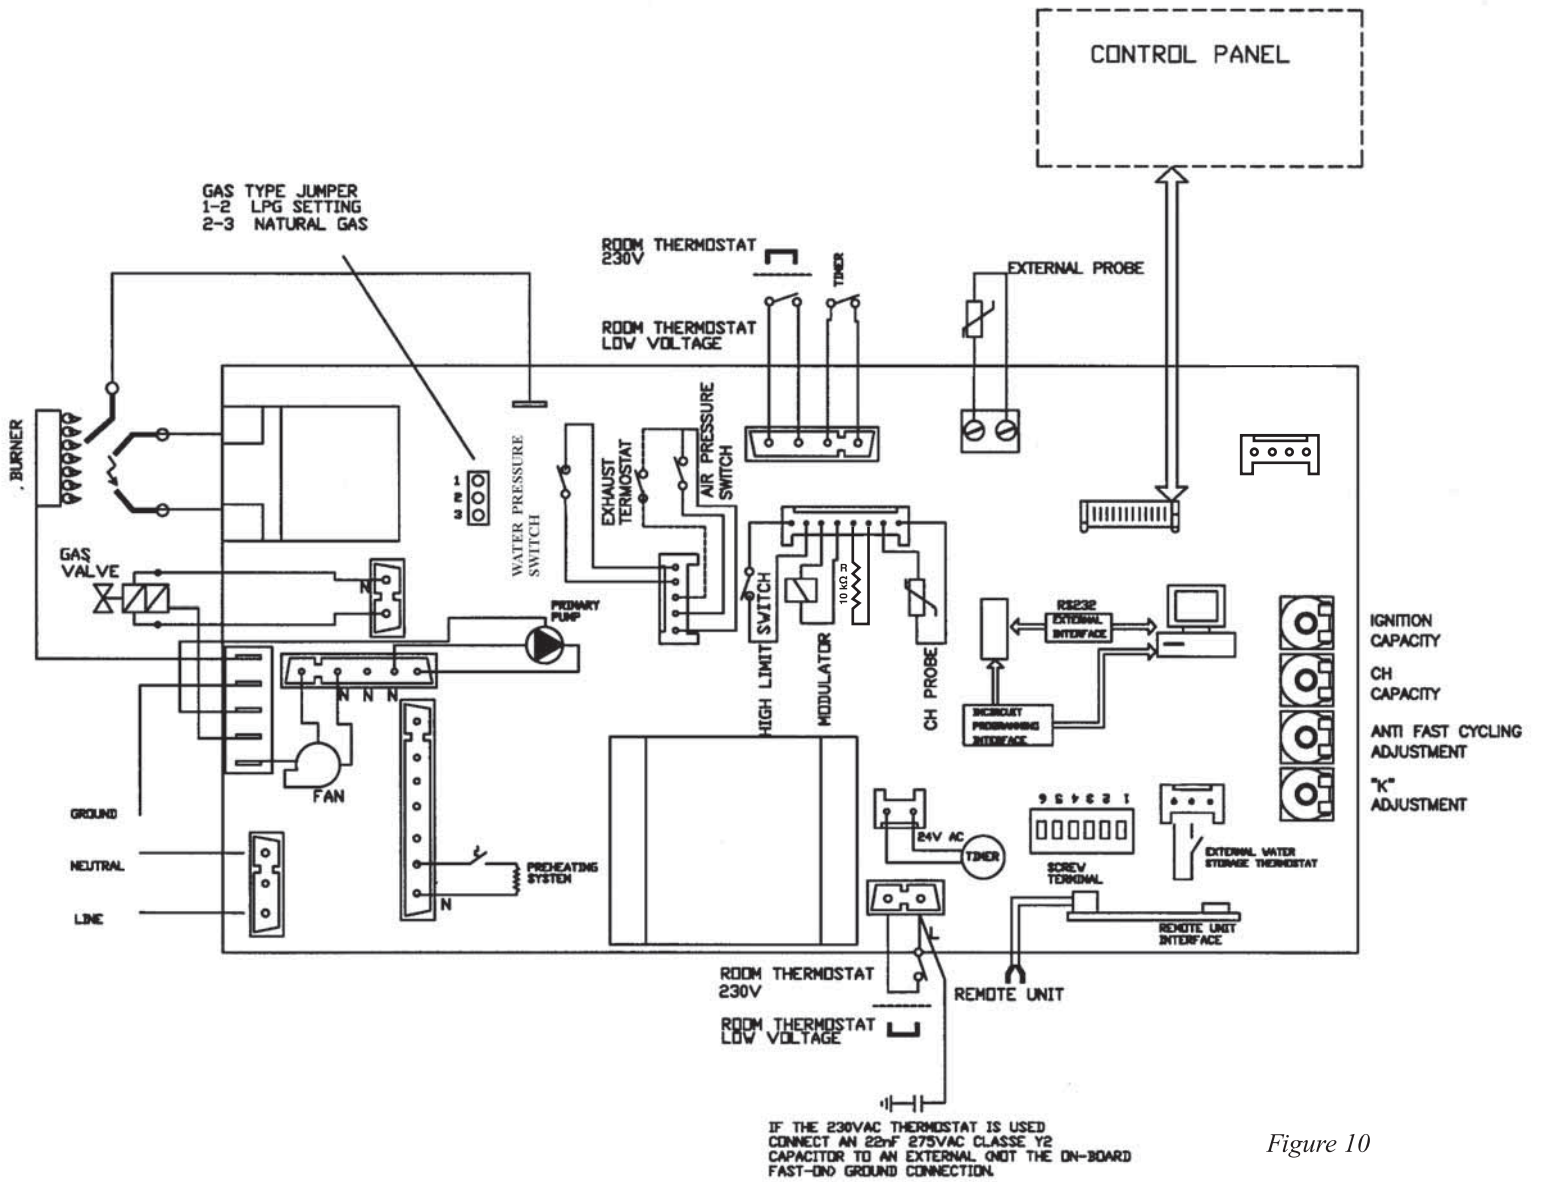 CONTROL PANEL
GAS TYPE JUMPER
1-2 LPG SETTING
2-3 NATURAL GAS
ROOM THERMOSTAT
230V
TIMER
EXTERNAL PROBE
ROOM THERMOSTAT
LOW VOLTAGE
. BURNER
1
2
3
WATER PRESSURE
SWITCH
EXHAUST
TERMOSTAT
AIR PRESSURE
SWITCH
GAS
VALVE
N
PRIMARY
PUMP
HIGH LIMIT SWITCH
MODULATOR
R
10 kΩ
CH PROBE
RS232
EXTERNAL
INTERFACE
INCIRCUIT
PROGRAMMING
INTERFACE
IGNITION
CAPACITY
CH
CAPACITY
ANTI FAST CYCLING
ADJUSTMENT
"K"
ADJUSTMENT
N N N
FAN
GROUND
NEUTRAL
LINE
PREHEATING
SYSTEM
N
24V AC
TIMER
6 5 4 3 2 1
SCREW
TERMINAL
EXTERNAL WATER
STORAGE THERMOSTAT
REMOTE UNIT
INTERFACE
L
ROOM THERMOSTAT
230V
REMOTE UNIT
ROOM THERMOSTAT
LOW VOLTAGE
IF THE 230VAC THERMOSTAT IS USED
CONNECT AN 22nF 275VAC CLASSE Y2
CAPACITOR TO AN EXTERNAL (NOT THE ON-BOARD
FAST-ON) GROUND CONNECTION.
Figure 10